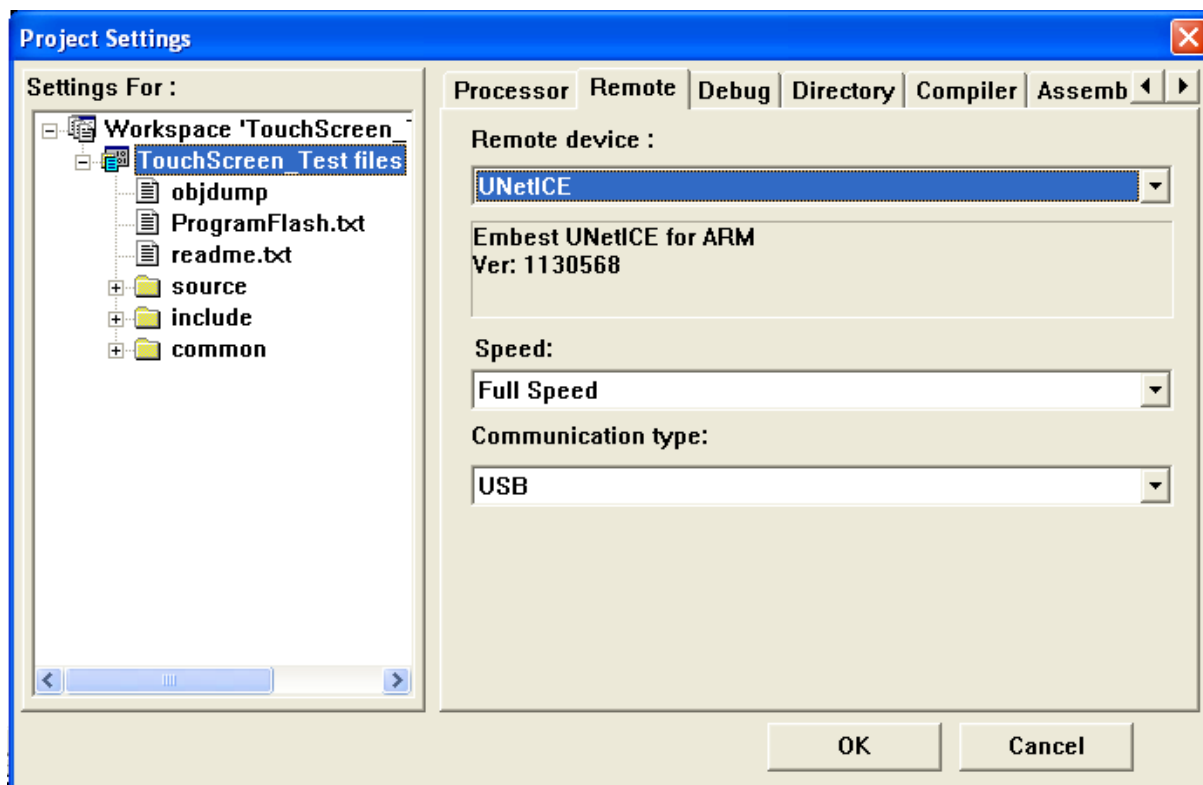 Project Settings
Settings For :
Workspace 'TouchScreen_
TouchScreen_Test files
objdump
ProgramFlash.txt
readme.txt
source
include
common
Processor Remote Debug Directory Compiler Assemb
Remote device :
UNetICE
Embest UNetICE for ARM
Ver: 1130568
Speed:
Full Speed
Communication type:
USB
OK Cancel